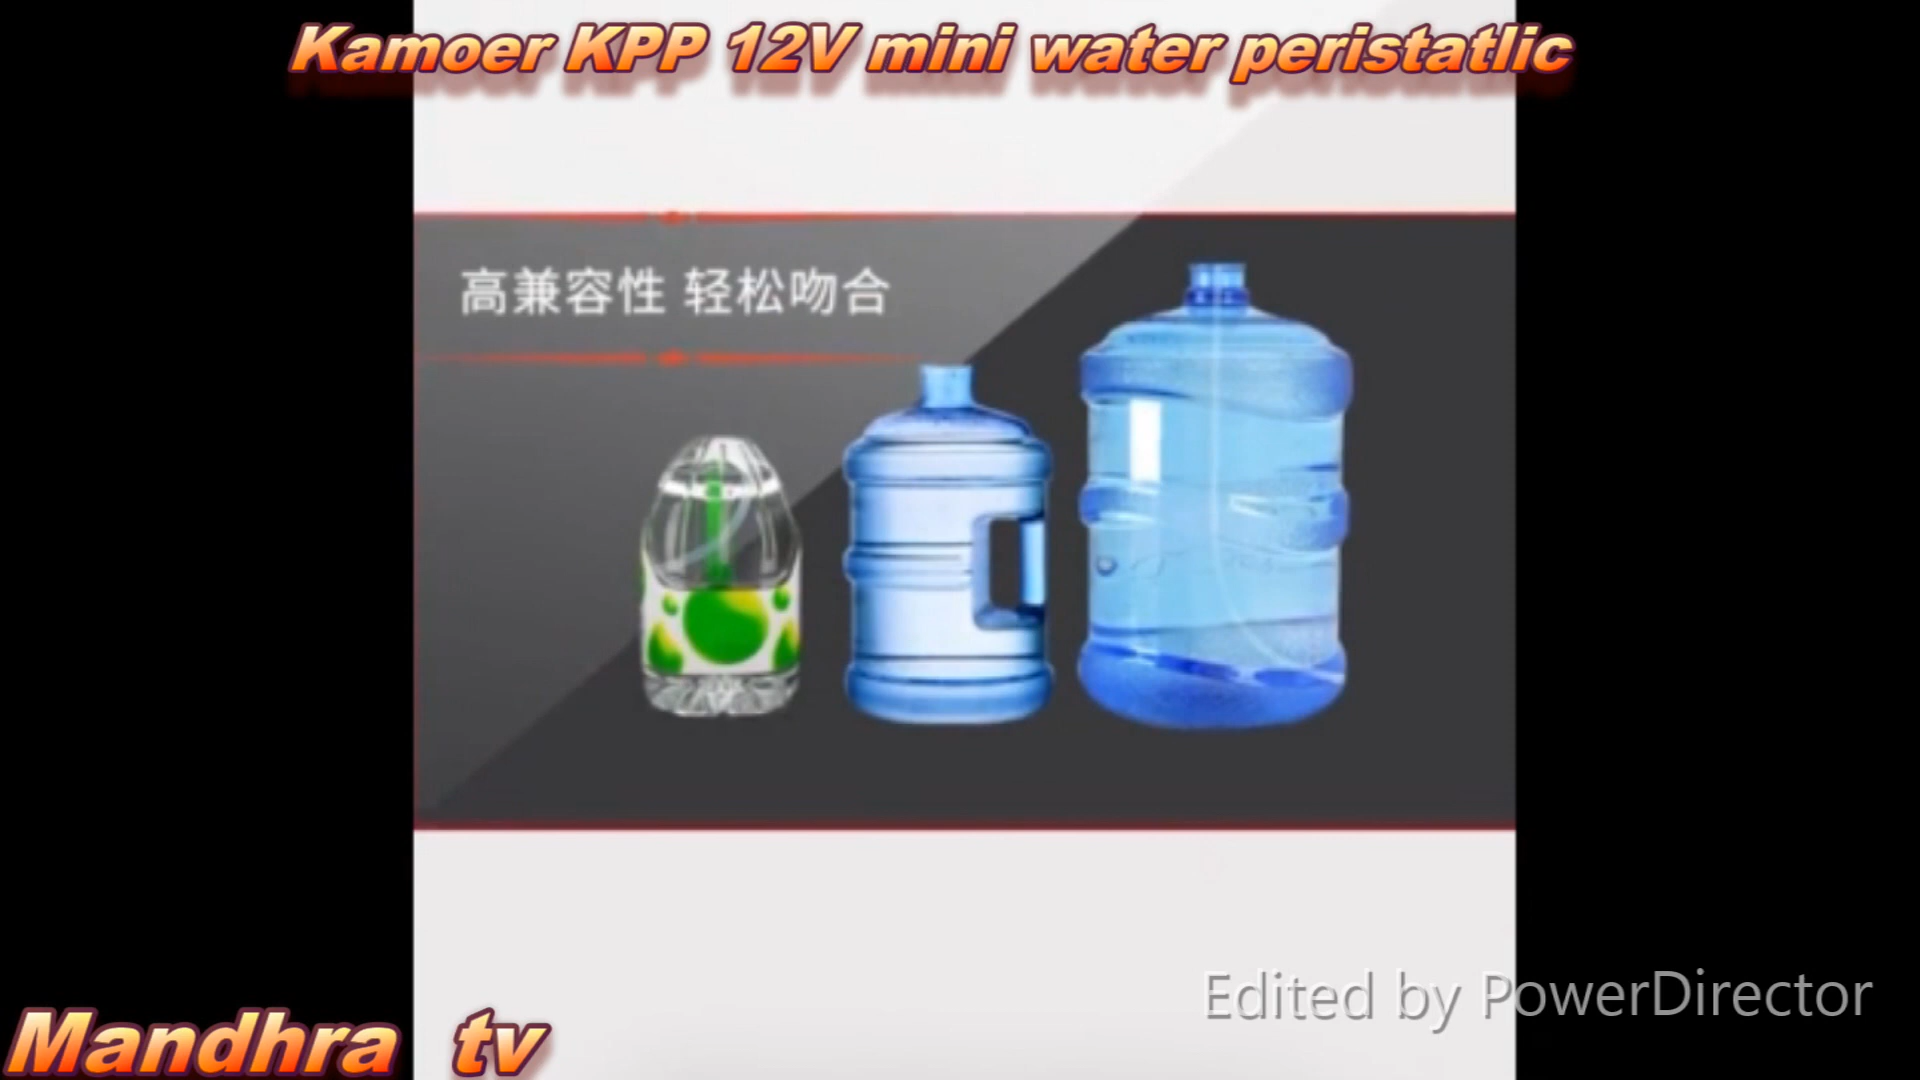 Kamoer KPP 12V mini water peristatlic
高兼容性 轻松吻合
Edited by PowerDirector
Mandhra tv